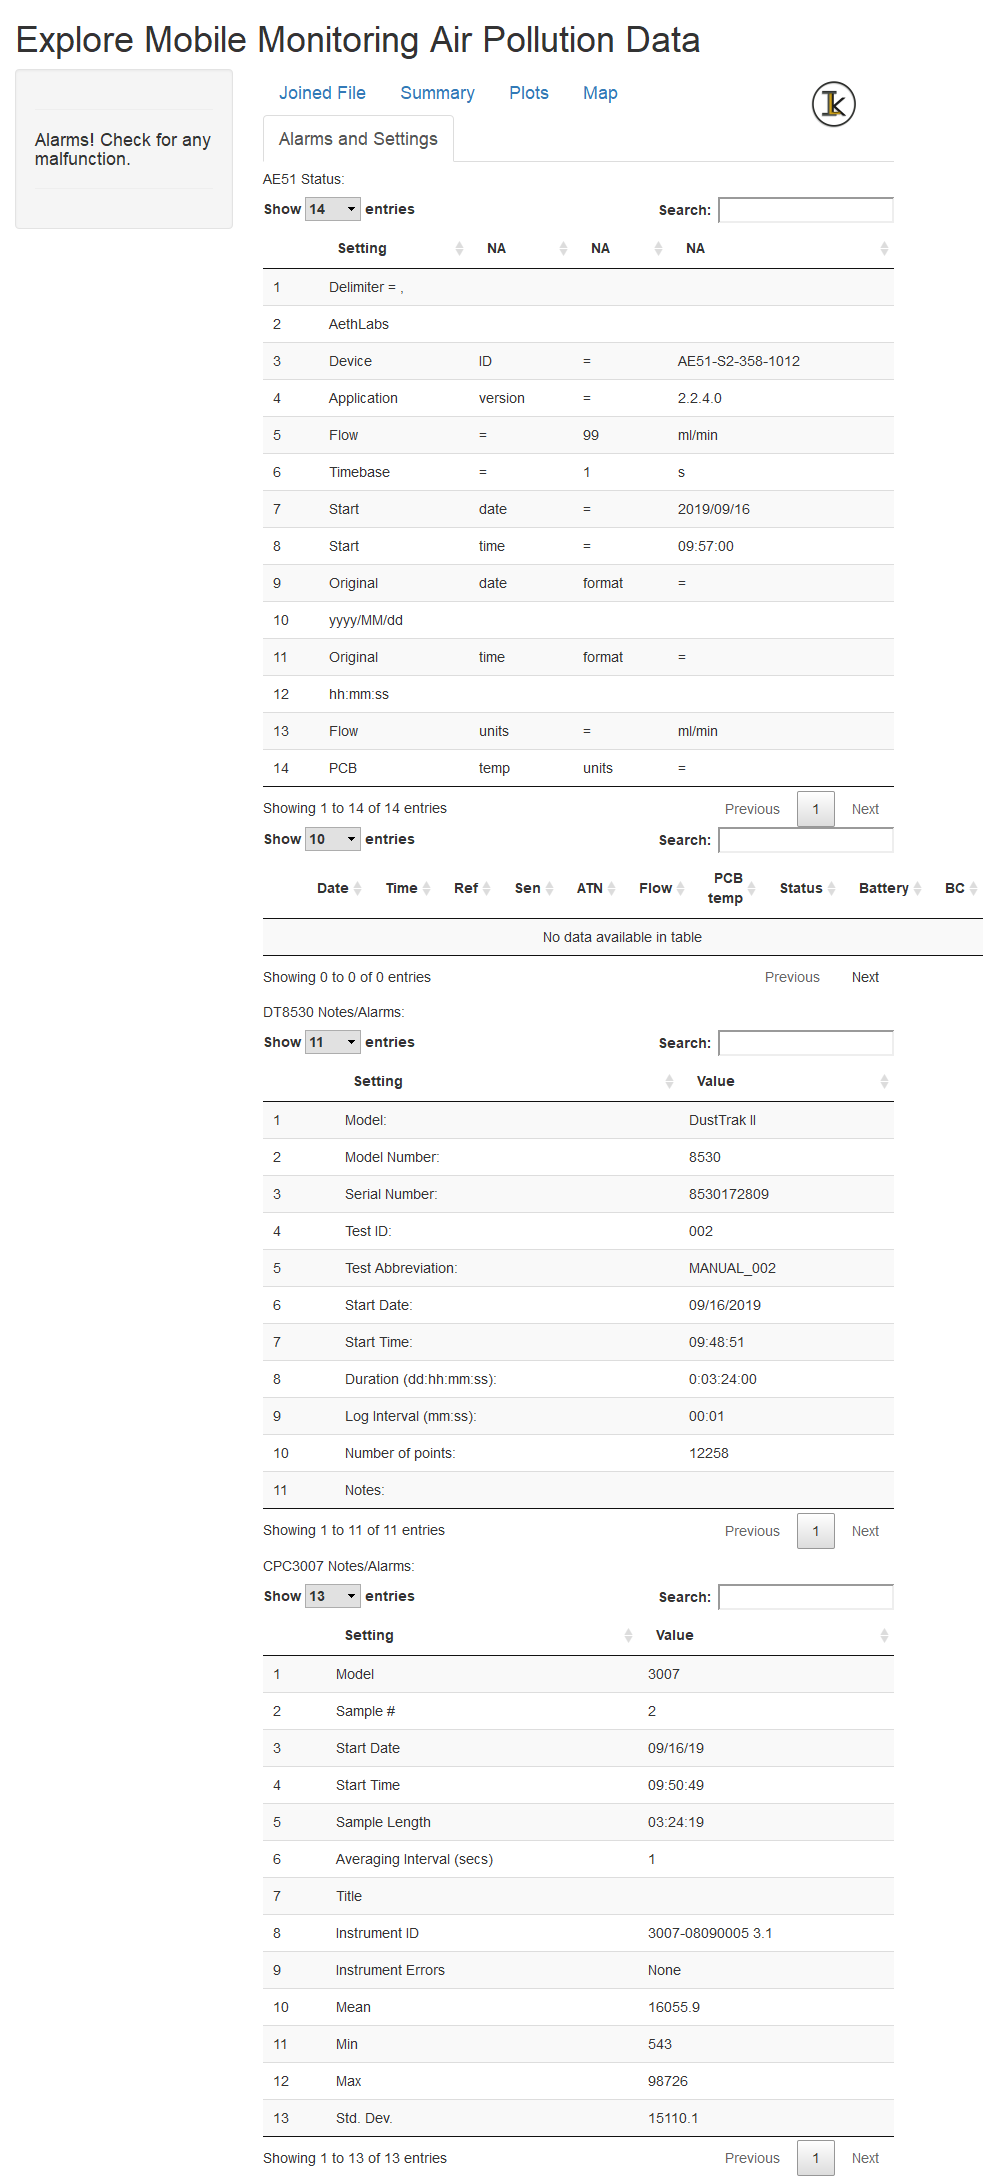 Explore Mobile Monitoring Air Pollution Data
Alarms! Check for any
malfunction.
Joined File Summary Plots Map
Alarms and Settings
AE51 Status:
Show 14 entries Search:
Setting NA NA NA
1 Delimiter = ,
2 AethLabs
3 Device ID = AE51-S2-358-1012
4 Application version = 2.2.4.0
5 Flow = 99 ml/min
6 Timebase = 1 s
7 Start date = 2019/09/16
8 Start time = 09:57:00
9 Original date format =
10 yyyy/MM/dd
11 Original time format =
12 hh:mm:ss
13 Flow units = ml/min
14 PCB temp units =
Showing 1 to 14 of 14 entries Previous 1 Next
Show 10 entries Search:
Date Time Ref Sen ATN Flow PCB temp Status Battery BC
No data available in table
Showing 0 to 0 of 0 entries Previous Next
DT8530 Notes/Alarms:
Show 11 entries Search:
Setting Value
1 Model: DustTrak II
2 Model Number: 8530
3 Serial Number: 8530172809
4 Test ID: 002
5 Test Abbreviation: MANUAL_002
6 Start Date: 09/16/2019
7 Start Time: 09:48:51
8 Duration (dd:hh:mm:ss): 0:03:24:00
9 Log Interval (mm:ss): 00:01
10 Number of points: 12258
11 Notes:
Showing 1 to 11 of 11 entries Previous 1 Next
CPC3007 Notes/Alarms:
Show 13 entries Search:
Setting Value
1 Model 3007
2 Sample # 2
3 Start Date 09/16/19
4 Start Time 09:50:49
5 Sample Length 03:24:19
6 Averaging Interval (secs) 1
7 Title
8 Instrument ID 3007-08090005 3.1
9 Instrument Errors None
10 Mean 16055.9
11 Min 543
12 Max 98726
13 Std. Dev. 15110.1
Showing 1 to 13 of 13 entries Previous 1 Next